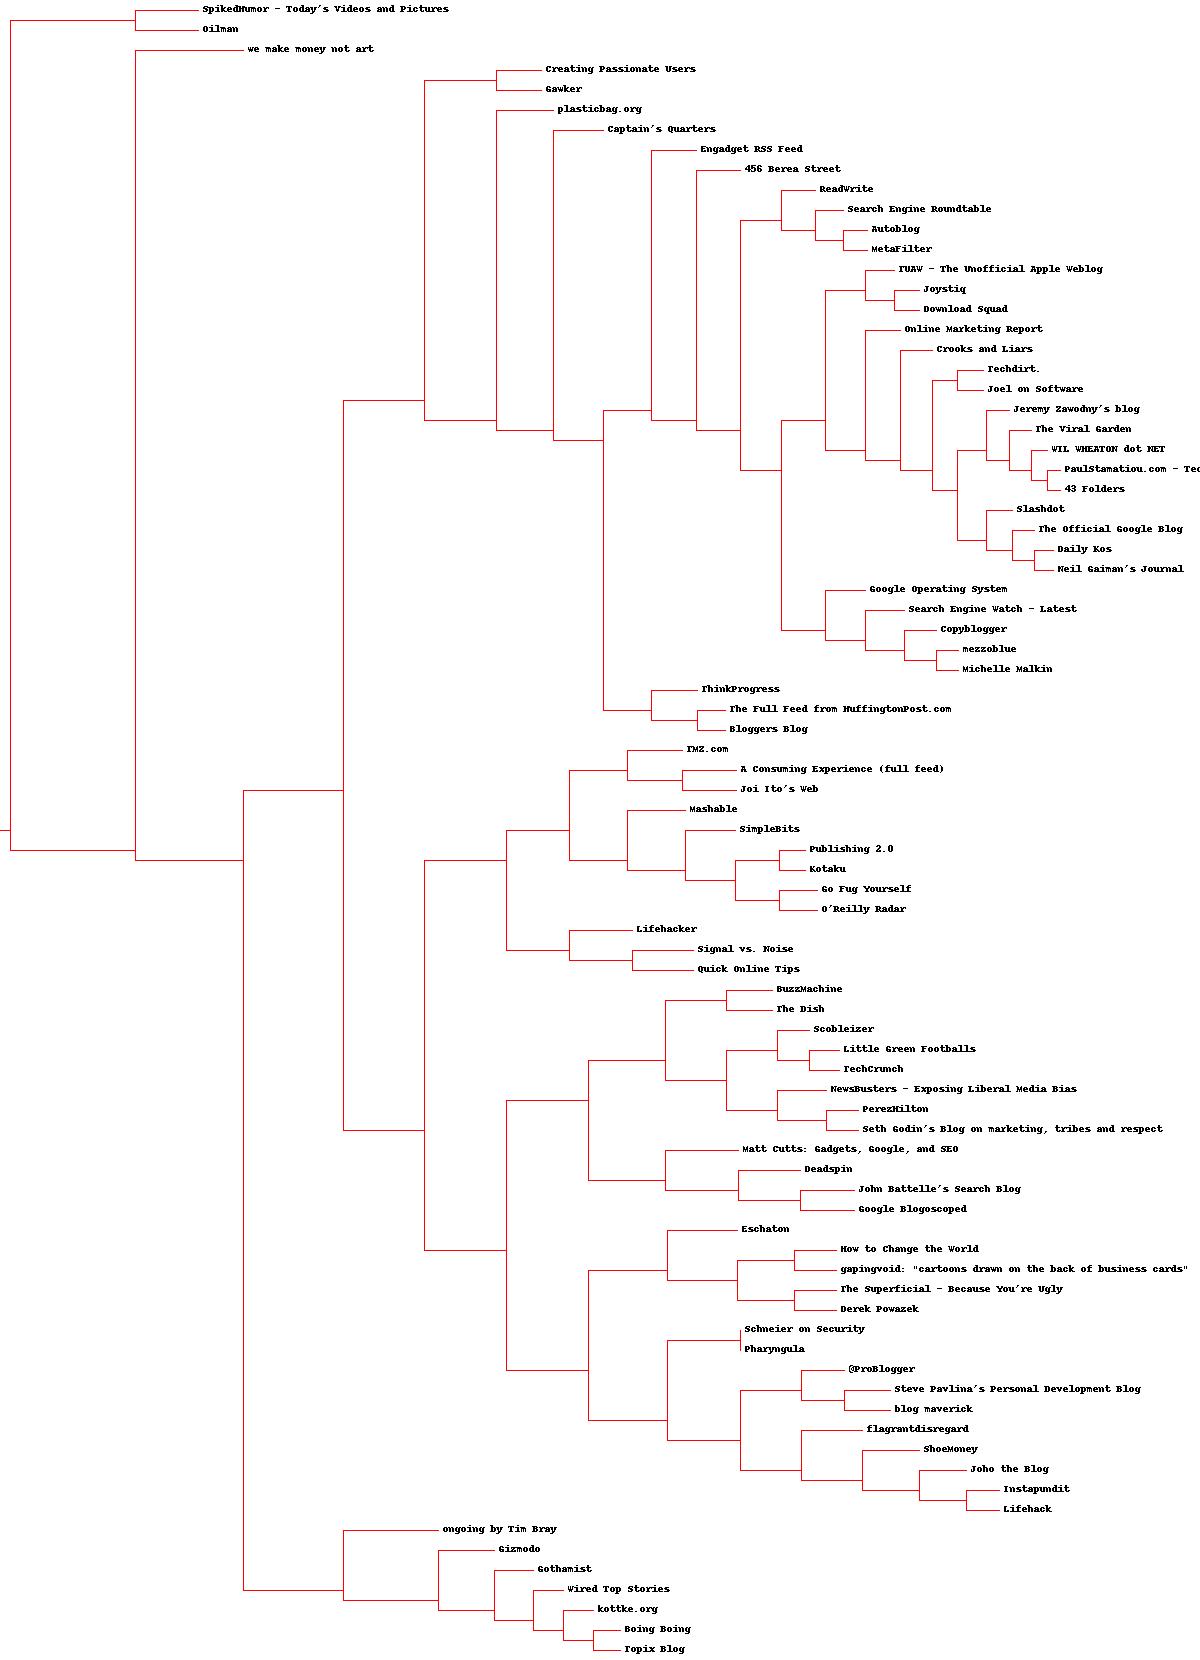 SpikedHumor - Today's Videos and Pictures
Oilman
we make money not art
Creating Passionate Users
Gawker
plasticbag.org
Captain's Quarters
Engadget RSS Feed
456 Berea Street
ReadWrite
Search Engine Roundtable
Autoblog
MetaFilter
TUAW - The Unofficial Apple Weblog
Joystiq
Download Squad
Online Marketing Report
Crooks and Liars
Techdirt.
Joel on Software
Jeremy Zawodny's blog
The Viral Garden
WIL WHEATON dot NET
PaulStamatiou.com - Tec
43 Folders
Slashdot
The Official Google Blog
Daily Kos
Neil Gaiman's Journal
Google Operating System
Search Engine Watch - Latest
Copyblogger
mezzoblue
Michelle Malkin
ThinkProgress
The Full Feed from HuffingtonPost.com
Bloggers Blog
TMZ.com
A Consuming Experience (full feed)
Joi Ito's Web
Mashable
SimpleBits
Publishing 2.0
Kotaku
Go Fug Yourself
O'Reilly Radar
Lifehacker
Signal vs. Noise
Quick Online Tips
BuzzMachine
The Dish
Scobleizer
Little Green Footballs
TechCrunch
NewsBusters - Exposing Liberal Media Bias
PerezHilton
Seth Godin's Blog on marketing, tribes and respect
Matt Cutts: Gadgets, Google, and SEO
Deadspin
John Battelle's Search Blog
Google Blogoscoped
Eschaton
How to Change the World
gapingvoid: "cartoons drawn on the back of business cards"
The Superficial - Because You're Ugly
Derek Powazek
Schneier on Security
Pharyngula
@ProBlogger
Steve Pavlina's Personal Development Blog
blog maverick
flagrantdisregard
ShoeMoney
Joho the Blog
Instapundit
Lifehack
ongoing by Tim Bray
Gizmodo
Gothamist
Wired Top Stories
kottke.org
Boing Boing
Topix Blog